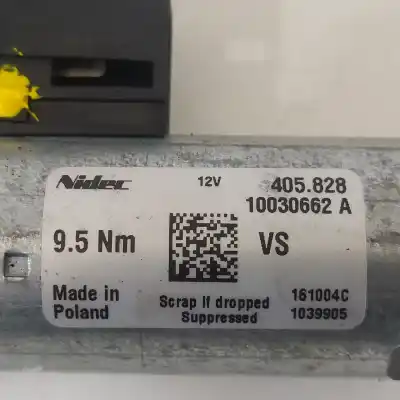 Nidec 12V 405.828
10030662 A
9.5 Nm VS
Made in Poland
Scrap if dropped
Suppressed
161004C
1039905